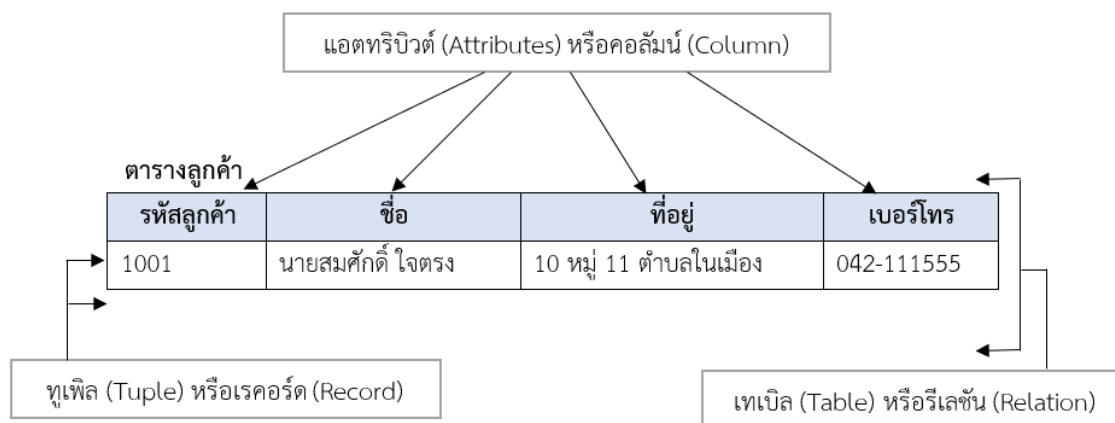 แอตทริบิวต์ (Attributes) หรือคอลัมน์ (Column)
ตารางลูกค้า
รหัสลูกค้า ชื่อ ที่อยู่ เบอร์โทร
1001 นายสมศักดิ์ ใจตรง 10 หมู่ 11 ตำบลในเมือง 042-111555
ทูเพิล (Tuple) หรือเรคอร์ด (Record)
เทเบิล (Table) หรือรีเลชัน (Relation)